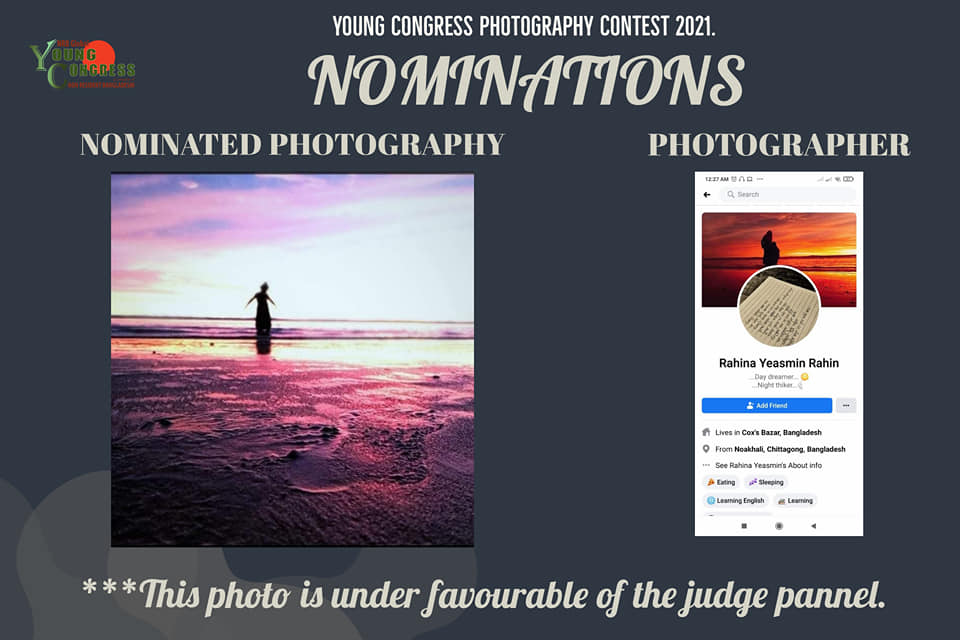 YOUNG CONGRESS PHOTOGRAPHY CONTEST 2021.
NOMINATIONS
YOUNG
CONGRESS
NOMINATED PHOTOGRAPHY
PHOTOGRAPHER
12:27 AM
Search
Rahina Yeasmin Rahin
...Day dreamer...
...Night thiker...
Add Friend
Lives in Cox's Bazar, Bangladesh
From Noakhali, Chittagong, Bangladesh
See Rahina Yeasmin's About info
Eating
Sleeping
Learning English
Learning
***This photo is under favourable of the judge pannel.